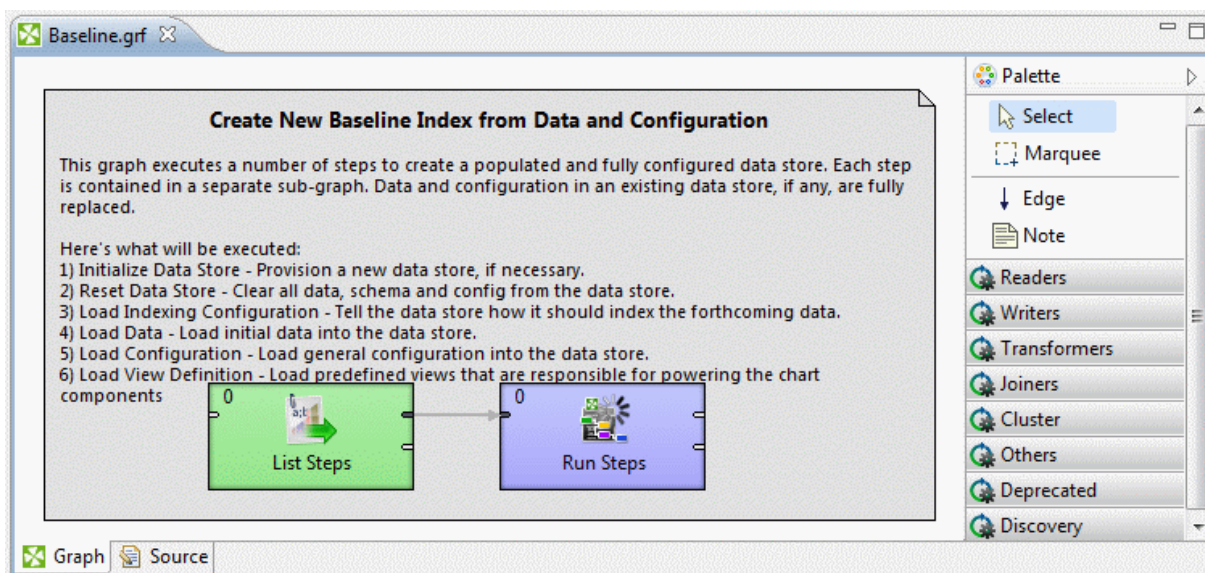 Baseline.grf
Create New Baseline Index from Data and Configuration
This graph executes a number of steps to create a populated and fully configured data store. Each step
is contained in a separate sub-graph. Data and configuration in an existing data store, if any, are fully
replaced.
Here's what will be executed:
1) Initialize Data Store - Provision a new data store, if necessary.
2) Reset Data Store - Clear all data, schema and config from the data store.
3) Load Indexing Configuration - Tell the data store how it should index the forthcoming data.
4) Load Data - Load initial data into the data store.
5) Load Configuration - Load general configuration into the data store.
6) Load View Definition - Load predefined views that are responsible for powering the chart
components
0
a;b
List Steps
0
Run Steps
Palette
Select
Marquee
Edge
Note
Readers
Writers
Transformers
Joiners
Cluster
Others
Deprecated
Discovery
Graph
Source